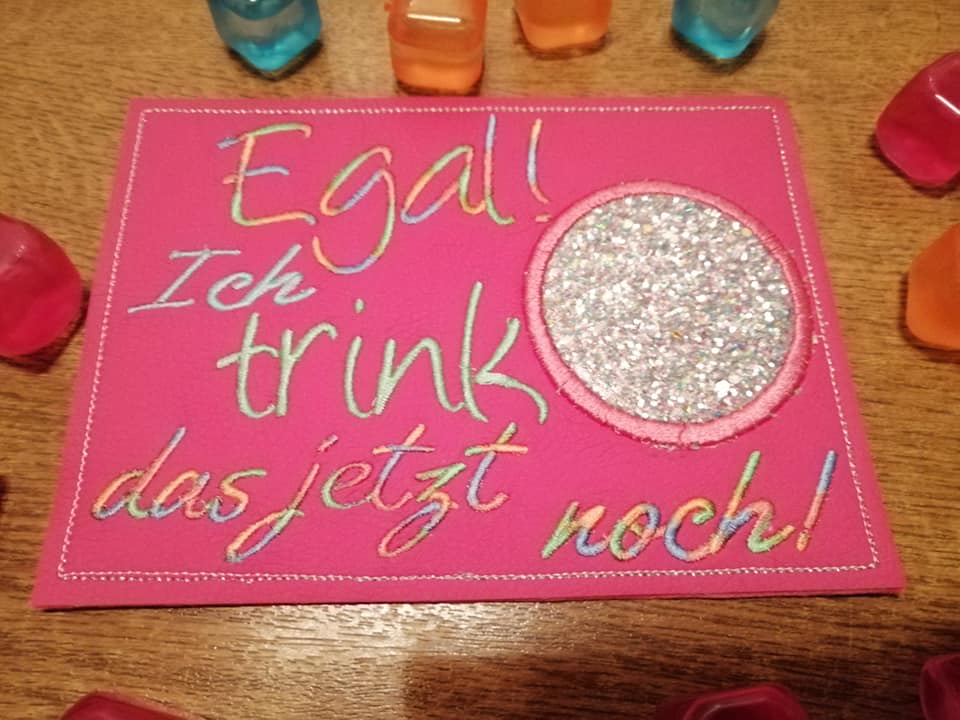 Egal!
Ich
trink
das jetzt noch!